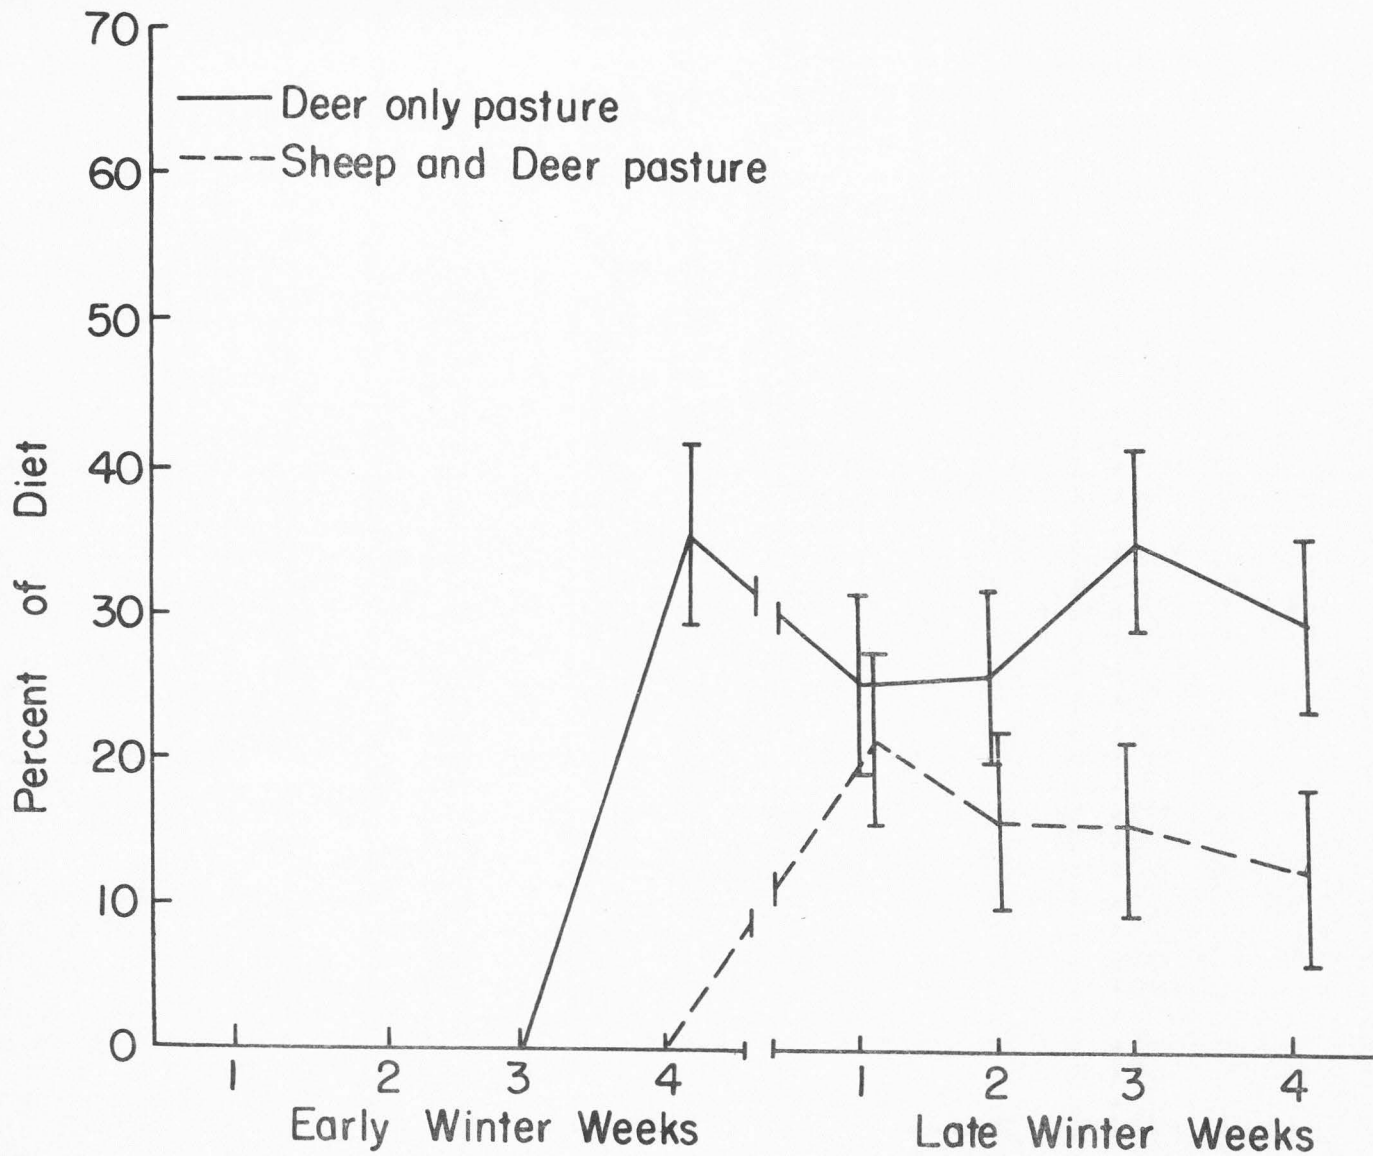 70
Deer only pasture
Sheep and Deer pasture
60
50
40
30
20
10
0
Percent of Diet
1 2 3 4 1 2 3 4
Early Winter Weeks Late Winter Weeks